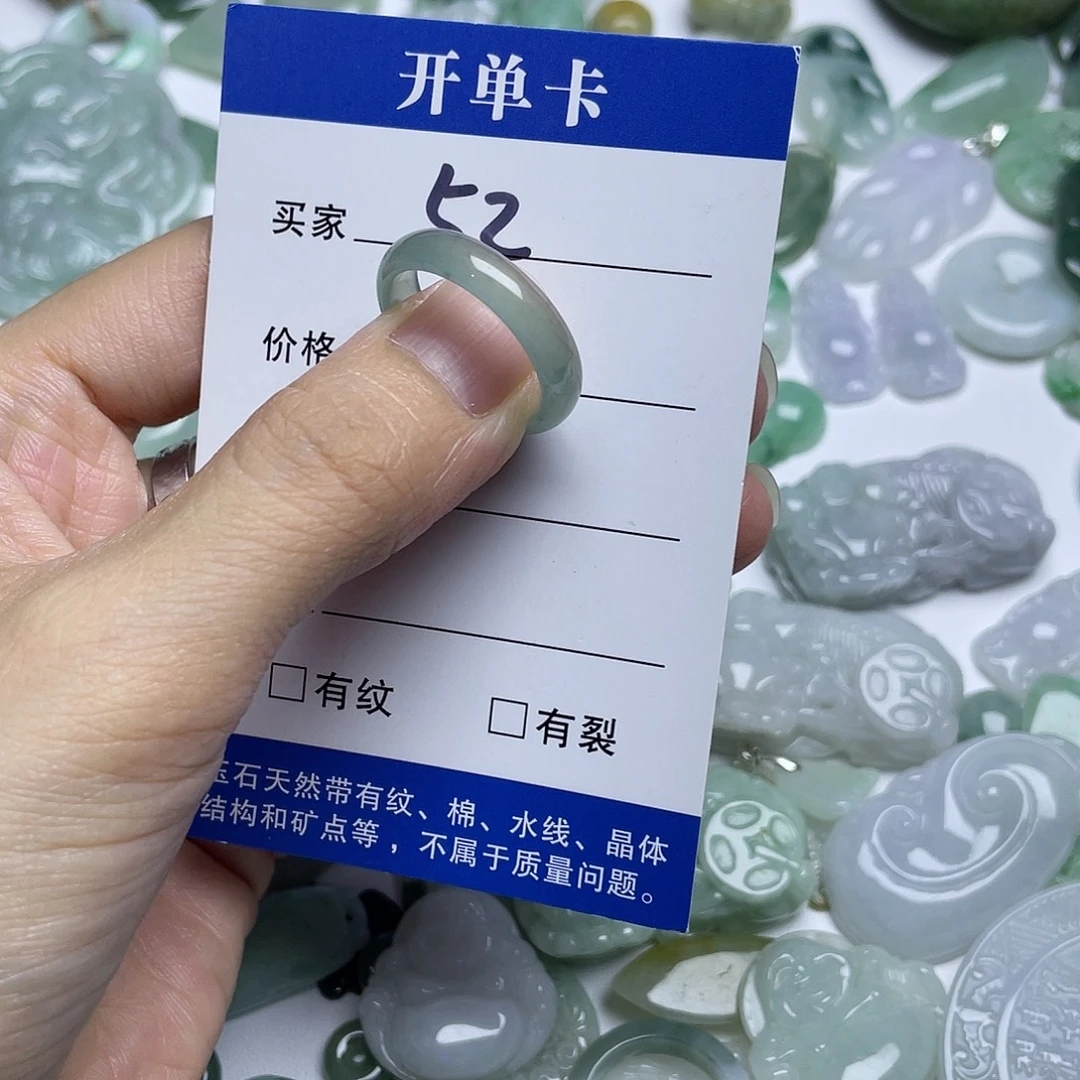 开单卡
买家 52
价格
有纹 有裂
玉石天然带有纹、棉、水线、晶体
结构和矿点等，不属于质量问题。